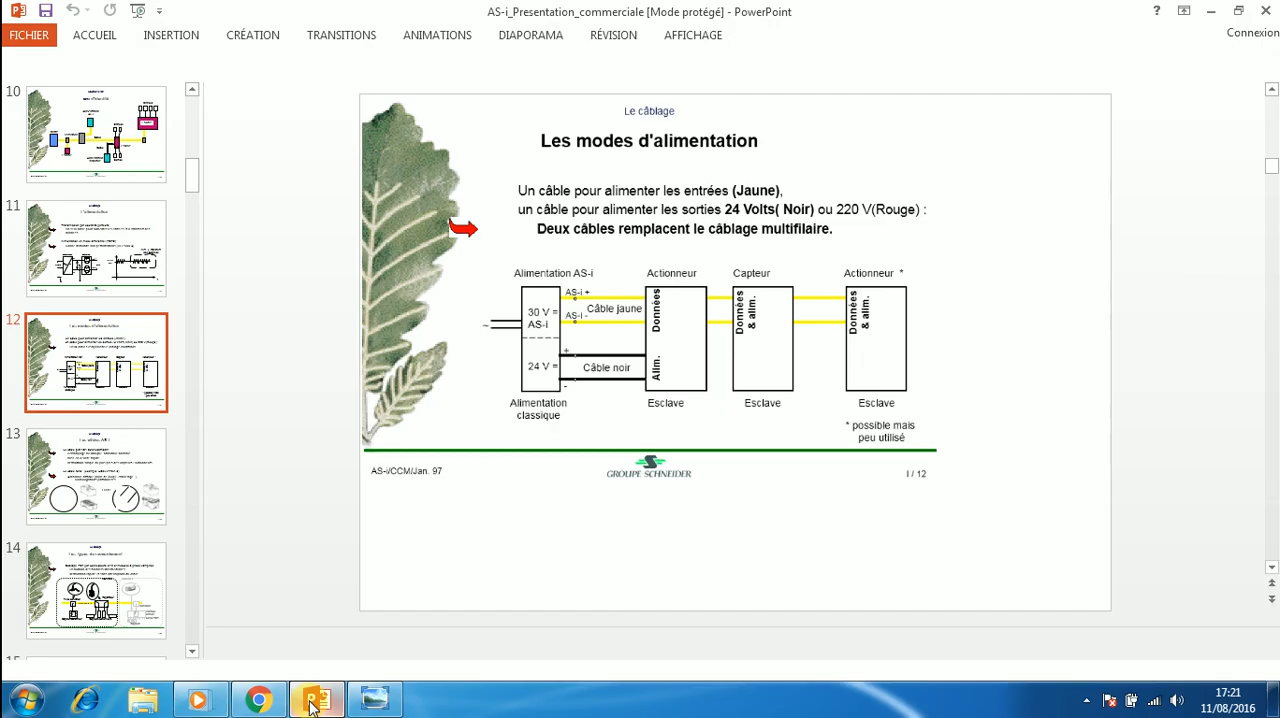 AS-i_Presentation_commerciale [Mode protégé] - PowerPoint
?
FICHIER ACCUEIL INSERTION CRÉATION TRANSITIONS ANIMATIONS DIAPORAMA RÉVISION AFFICHAGE
Connexion
10
11
12
13
14
Le câblage
Les modes d'alimentation
Un câble pour alimenter les entrées (Jaune),
un câble pour alimenter les sorties 24 Volts( Noir) ou 220 V(Rouge) :
Deux câbles remplacent le câblage multifilaire.
Alimentation AS-i Actionneur Capteur Actionneur *
AS-i +
Câble jaune
AS-i -
30 V =
AS-i
~
Données
Données
& alim.
Données
& alim.
+
24 V =
Câble noir
-
Alim.
Alimentation
classique
Esclave Esclave Esclave
* possible mais
peu utilisé
AS-i/CCM/Jan. 97
GROUPE SCHNEIDER
I / 12
17:21
11/08/2016